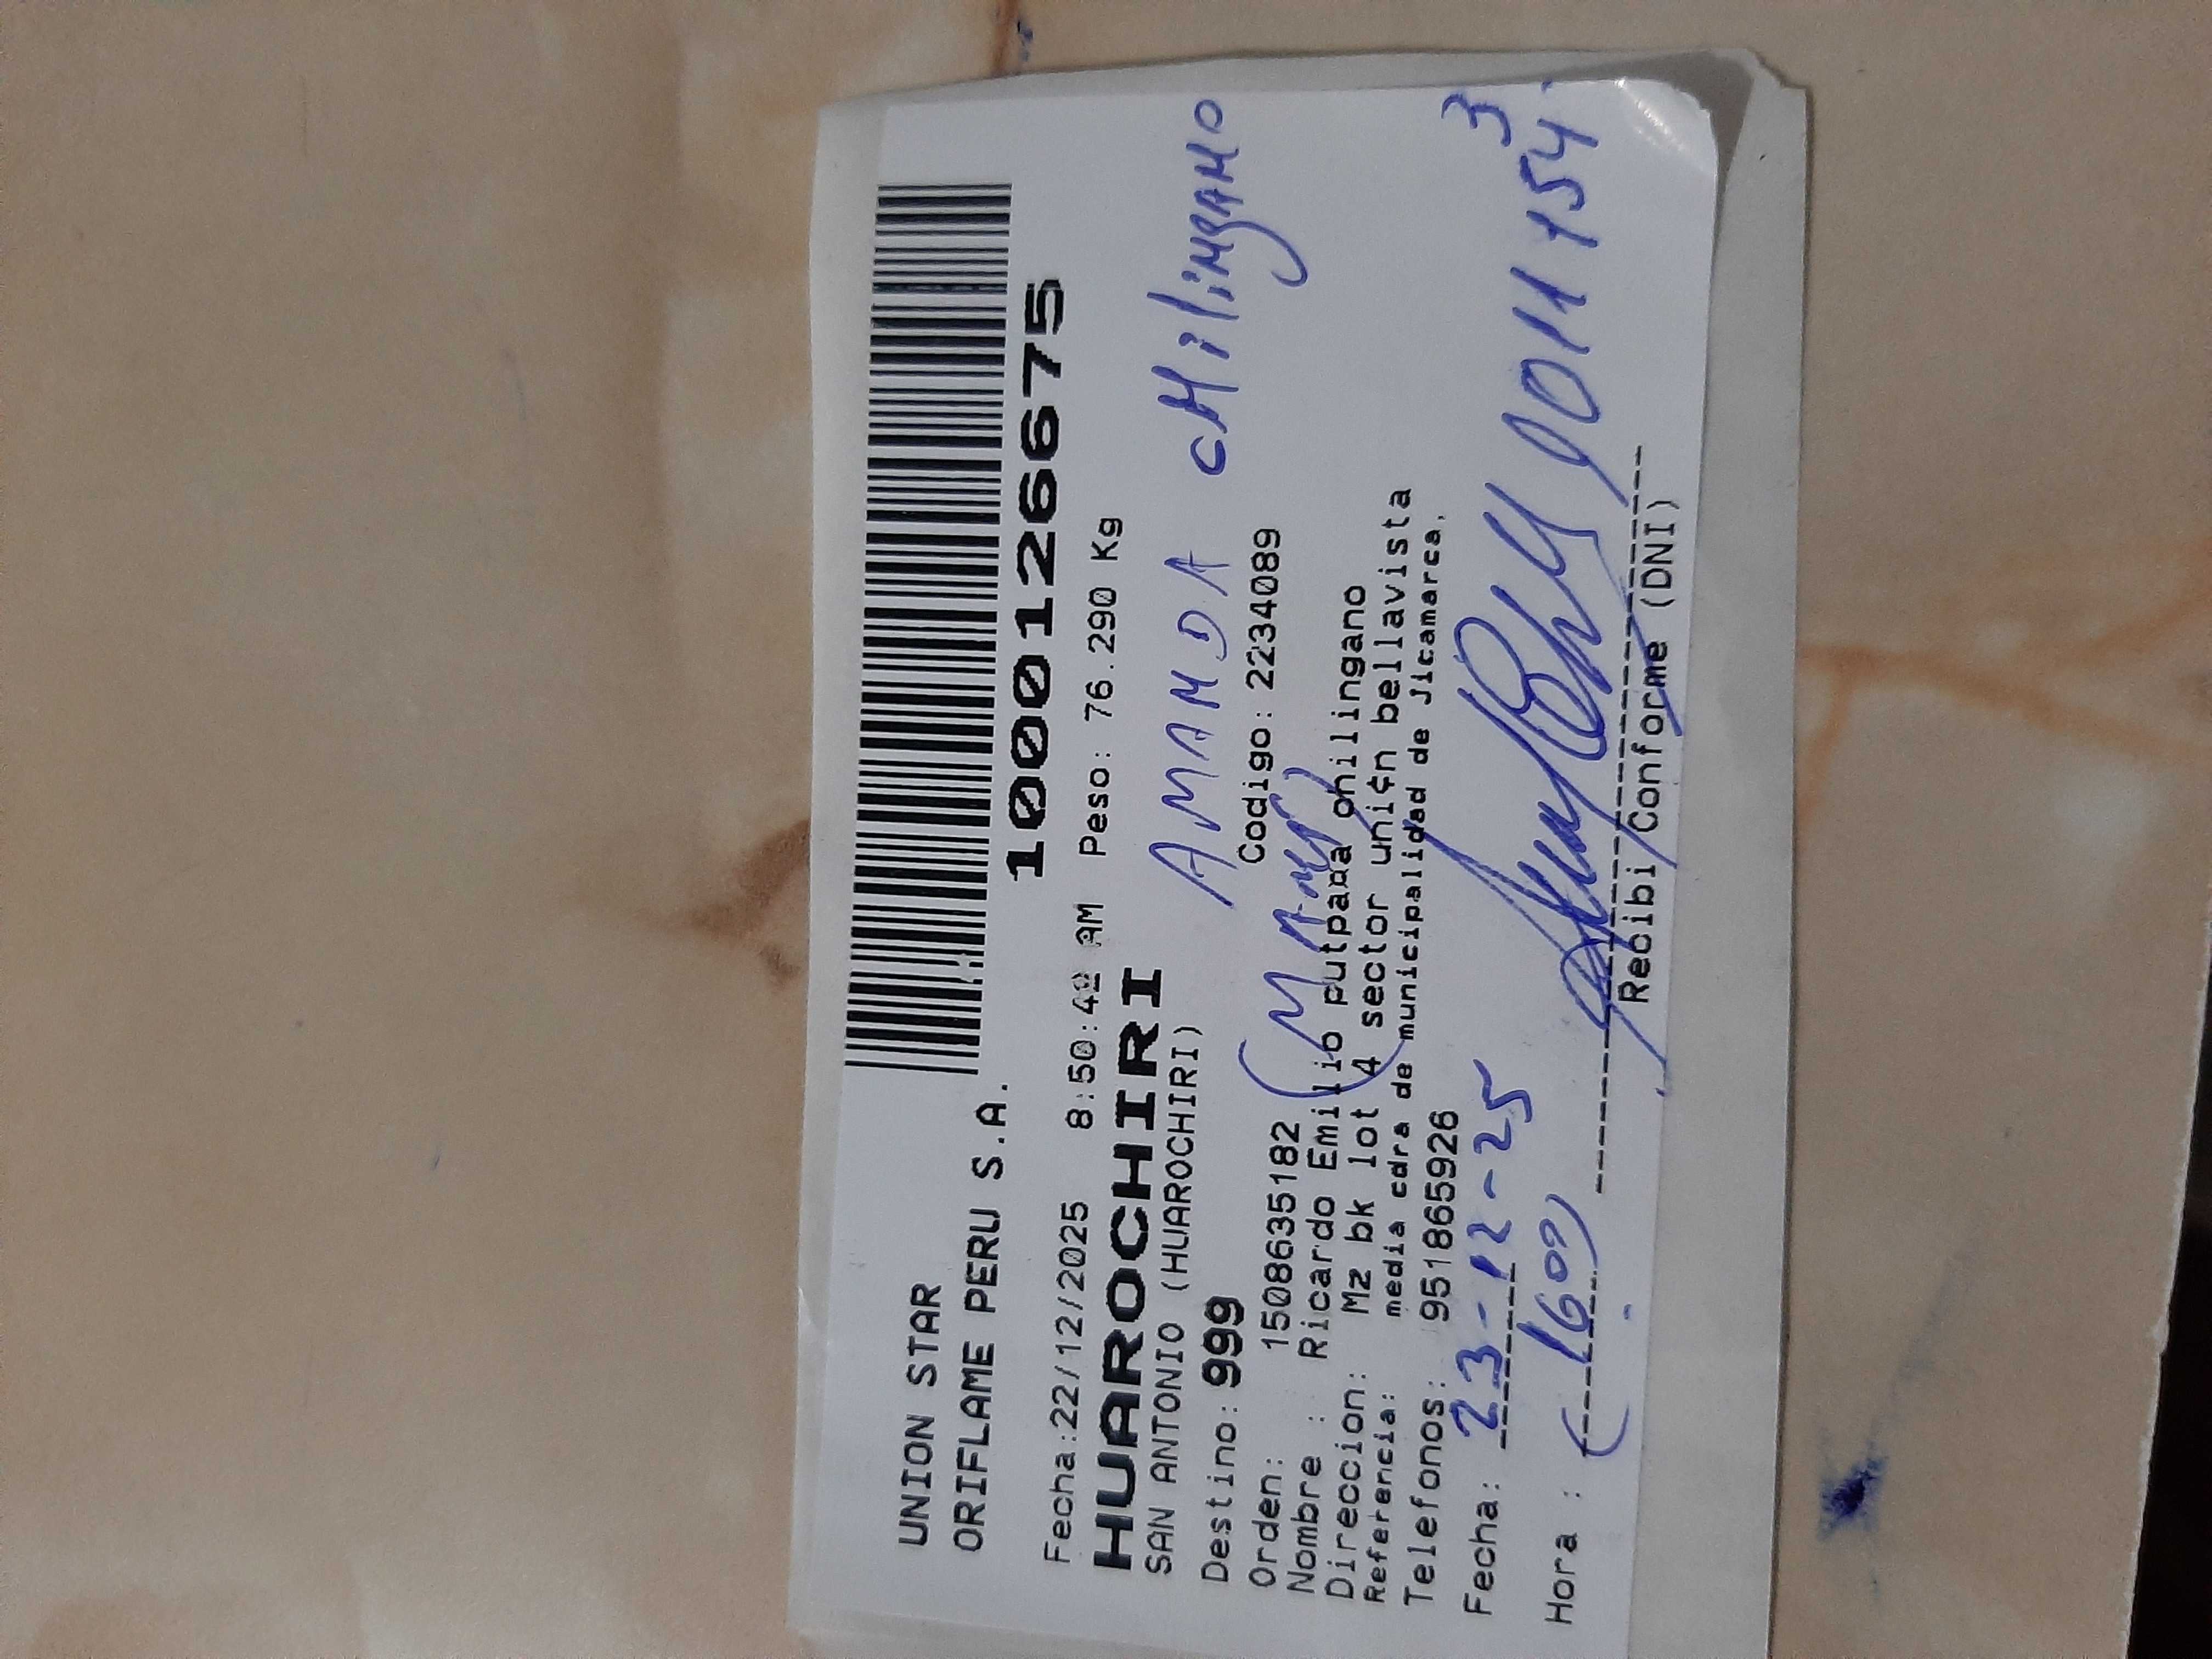 UNION STAR
ORIFLAME PERU S.A.
1000126675
Fecha:22/12/2025 8:50:42 AM Peso: 76.290 Kg
HUAROCHIRI
SAN ANTONIO (HUAROCHIRI)
AMANDA cHiliNgANO
Destino: 999 Codigo: 2234089
(MAMÁ)
Orden: 1508635182
Nombre : Ricardo Emilio putpaña chilingano
Direccion: Mz bk lot 4 sector uni¢n bellavista
Referencia: media cdra de municipalidad de Jicamarca.
Telefonos: 951865926
Fecha: 23-12-25
Hora :
Recibi Conforme (DNI)